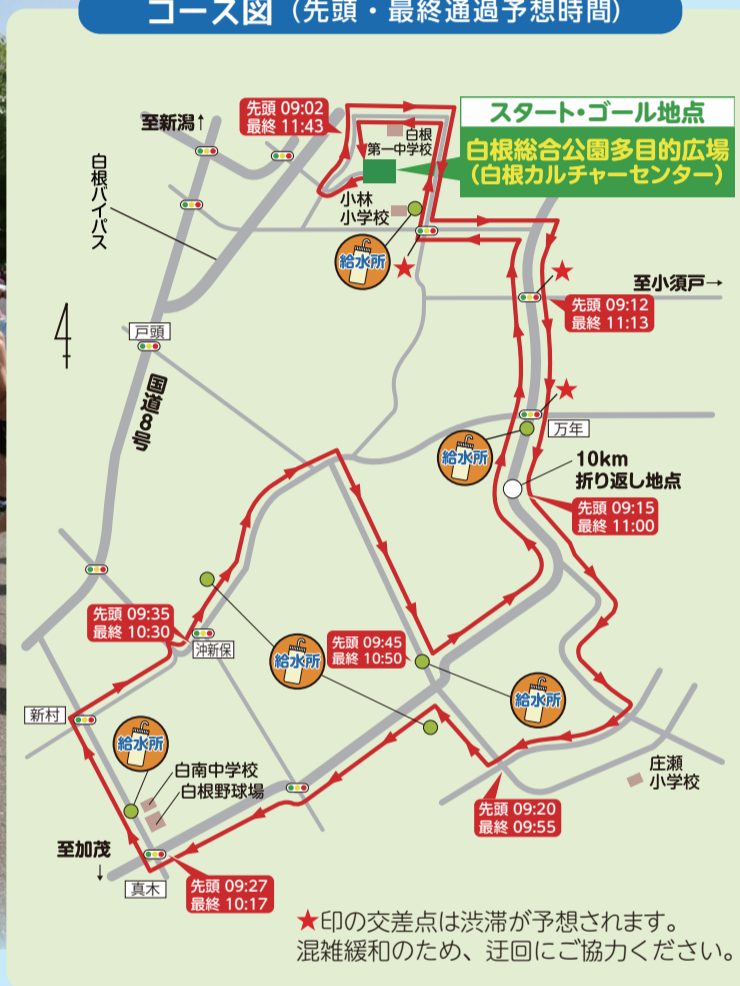 コース図（先頭・最終通過予想時間）
至新潟↑
先頭 09:02
最終 11:43
スタート・ゴール地点
白根総合公園多目的広場
（白根カルチャーセンター）
白根
第一中学校
白根バイパス
小林
小学校
給水所
至小須戸→
先頭 09:12
最終 11:13
戸頭
国道8号
万年
給水所
10km
折り返し地点
先頭 09:15
最終 11:00
先頭 09:35
最終 10:30
沖新保
給水所
先頭 09:45
最終 10:50
給水所
新村
給水所
白南中学校
白根野球場
庄瀬
小学校
先頭 09:20
最終 09:55
至加茂
↓
真木
先頭 09:27
最終 10:17
4
★印の交差点は渋滞が予想されます。
混雑緩和のため、迂回にご協力ください。